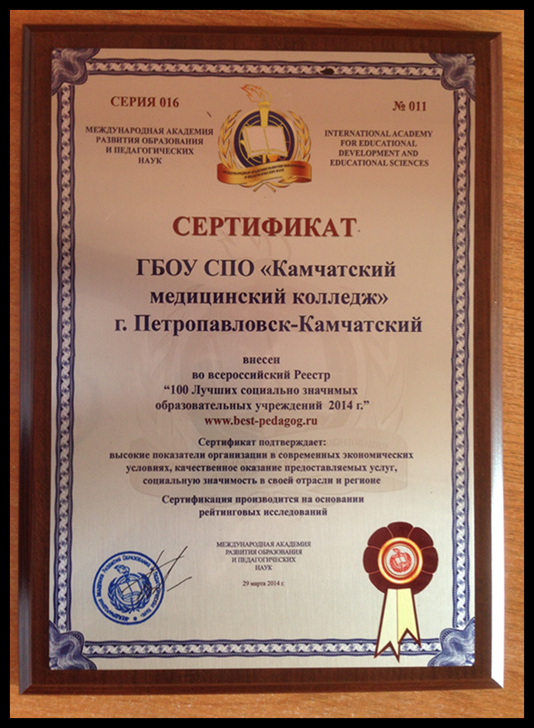 СЕРИЯ 016
№ 011
МЕЖДУНАРОДНАЯ АКАДЕМИЯ
РАЗВИТИЯ ОБРАЗОВАНИЯ
И ПЕДАГОГИЧЕСКИХ
НАУК
INTERNATIONAL ACADEMY
FOR EDUCATIONAL
DEVELOPMENT AND
EDUCATIONAL SCIENCES
СЕРТИФИКАТ
ГБОУ СПО «Камчатский
медицинский колледж»
г. Петропавловск-Камчатский
внесен
во всероссийский Реестр
“100 Лучших социально значимых
образовательных учреждений 2014 г.”
www.best-pedagog.ru
Сертификат подтверждает:
высокие показатели организации в современных экономических
условиях, качественное оказание предоставляемых услуг,
социальную значимость в своей отрасли и регионе
Сертификация производится на основании
рейтинговых исследований
МЕЖДУНАРОДНАЯ АКАДЕМИЯ
РАЗВИТИЯ ОБРАЗОВАНИЯ
И ПЕДАГОГИЧЕСКИХ
НАУК
29 марта 2014 г.